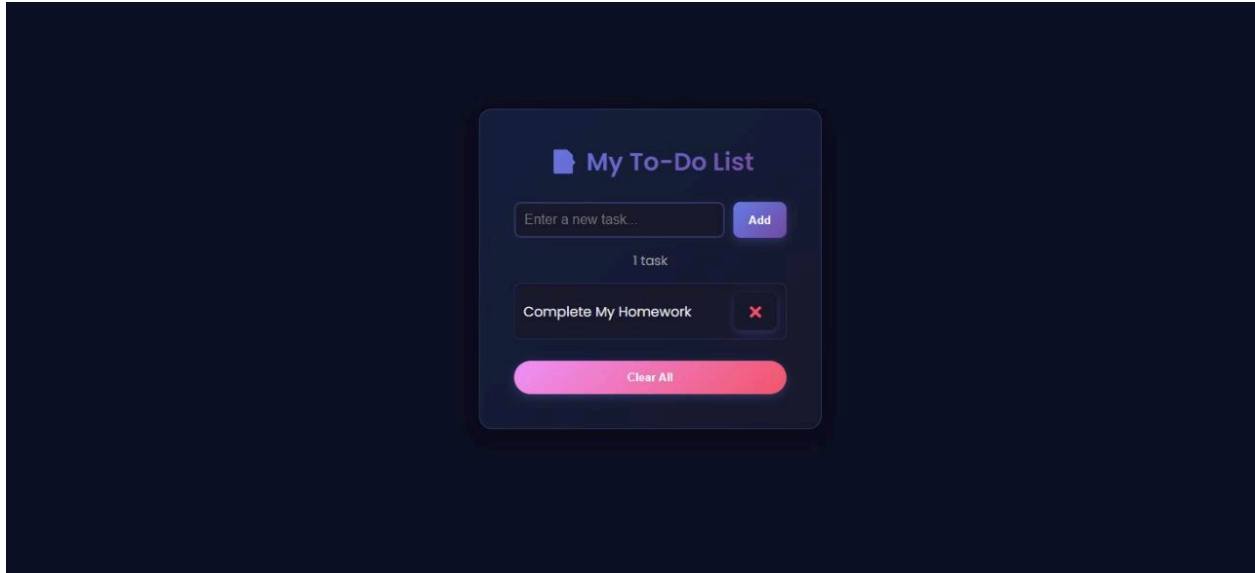 My To-Do List
Enter a new task...
Add
1 task
Complete My Homework
Clear All